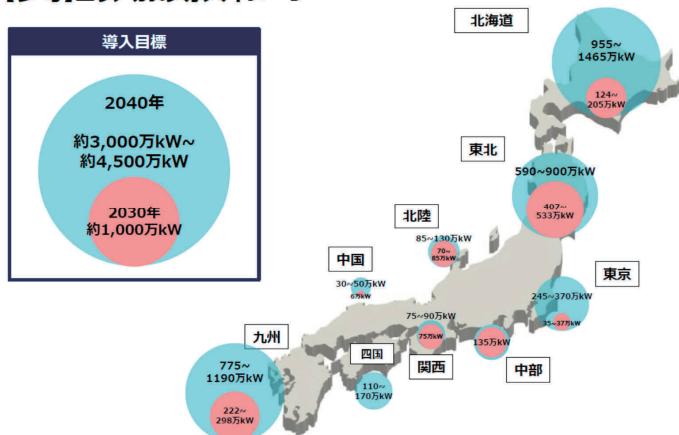 導入目標
2040年
約3,000万kW~
約4,500万kW
2030年
約1,000万kW
北海道
955~
1465万kW
124~
205万kW
東北
590~900万kW
407~
533万kW
北陸
85~130万kW
70~
85万kW
中国
30~50万kW
6万kW
東京
245~370万kW
35~37万kW
75~90万kW
75万kW
関西
135万kW
中部
四国
110~
170万kW
九州
775~
1190万kW
222~
298万kW